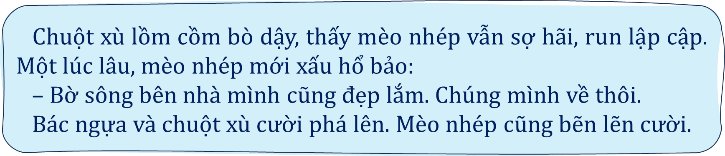 Chuột xù lồm cồm bò dậy, thấy mèo nhép vẫn sợ hãi, run lập cập.
Một lúc lâu, mèo nhép mới xấu hổ bảo:
– Bờ sông bên nhà mình cũng đẹp lắm. Chúng mình về thôi.
Bác ngựa và chuột xù cười phá lên. Mèo nhép cũng bẽn lẽn cười.